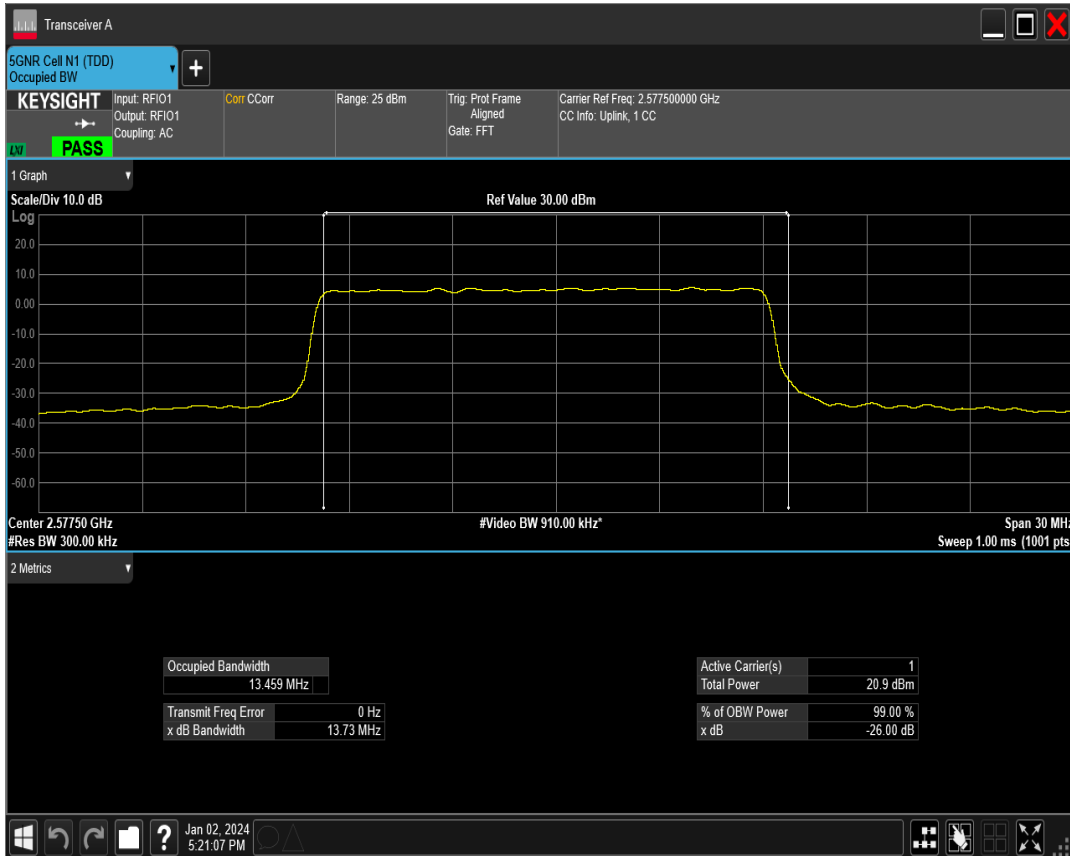 Transceiver A
5GNR Cell N1 (TDD)
Occupied BW
+
KEYSIGHT
LXI
PASS
Input: RFIO1
Output: RFIO1
Coupling: AC
Corr CCorr
Range: 25 dBm
Trig: Prot Frame
Aligned
Gate: FFT
Carrier Ref Freq: 2.577500000 GHz
CC Info: Uplink, 1 CC
1 Graph
Scale/Div 10.0 dB
Ref Value 30.00 dBm
Log
20.0
10.0
0.00
-10.0
-20.0
-30.0
-40.0
-50.0
-60.0
Center 2.57750 GHz
#Video BW 910.00 kHz*
Span 30 MHz
#Res BW 300.00 kHz
Sweep 1.00 ms (1001 pts
2 Metrics
Occupied Bandwidth
13.459 MHz
Transmit Freq Error 0 Hz
x dB Bandwidth 13.73 MHz
Active Carrier(s) 1
Total Power 20.9 dBm
% of OBW Power 99.00 %
x dB -26.00 dB
?
Jan 02, 2024
5:21:07 PM